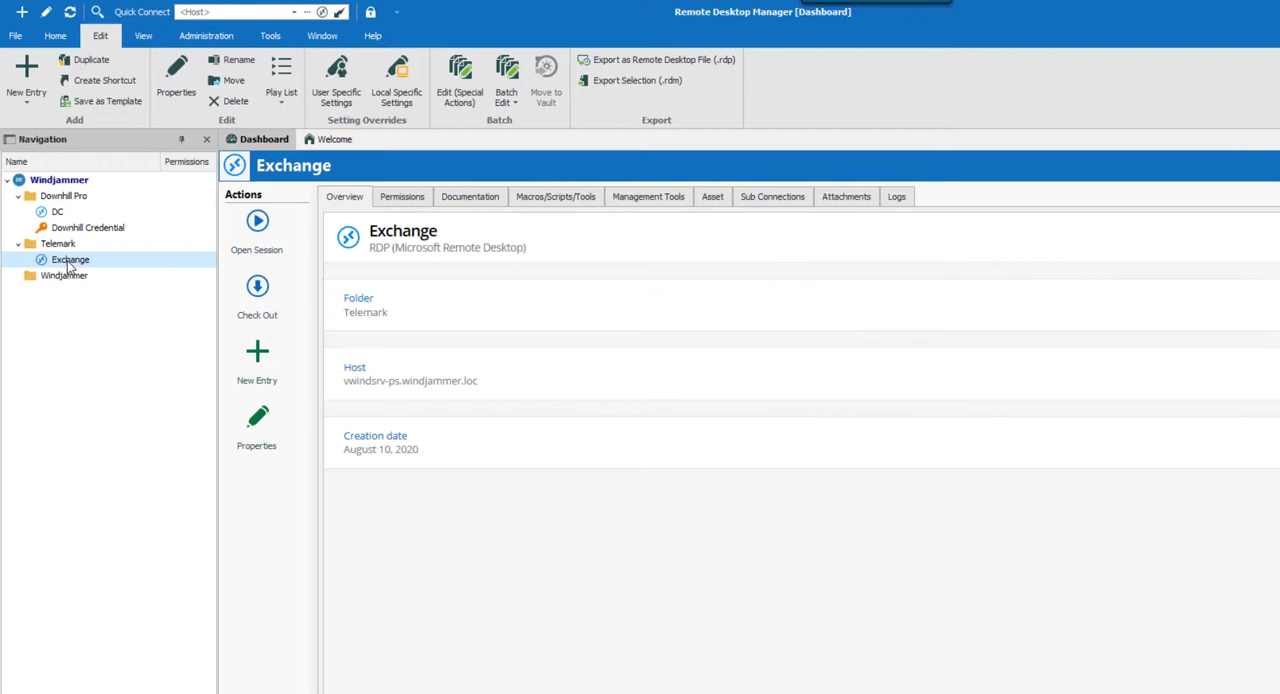 Quick Connect <Host> Remote Desktop Manager [Dashboard]
File Home Edit View Administration Tools Window Help
New Entry
Duplicate
Create Shortcut
Save as Template
Add
Properties
Rename
Move
Delete
Play List
Edit
User Specific Settings
Local Specific Settings
Setting Overrides
Edit (Special Actions)
Batch Edit
Move to Vault
Batch
Export as Remote Desktop File (.rdp)
Export Selection (.rdm)
Export
Navigation
Name Permissions
Windjammer
Downhill Pro
DC
Downhill Credential
Telemark
Exchange
Windjammer
Dashboard Welcome
Exchange
Actions
Open Session
Check Out
New Entry
Properties
Overview Permissions Documentation Macros/Scripts/Tools Management Tools Asset Sub Connections Attachments Logs
Exchange
RDP (Microsoft Remote Desktop)
Folder
Telemark
Host
vwindsrv-ps.windjammer.loc
Creation date
August 10, 2020